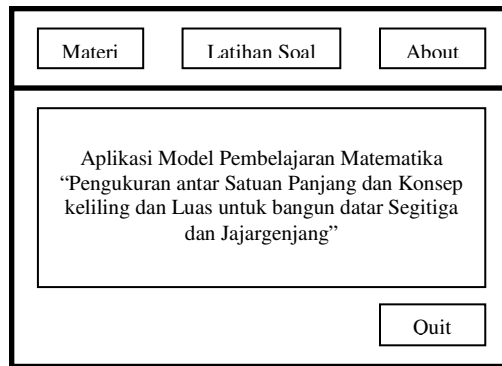 Materi
Latihan Soal
About
Aplikasi Model Pembelajaran Matematika
“Pengukuran antar Satuan Panjang dan Konsep
keliling dan Luas untuk bangun datar Segitiga
dan Jajargenjang”
Quit